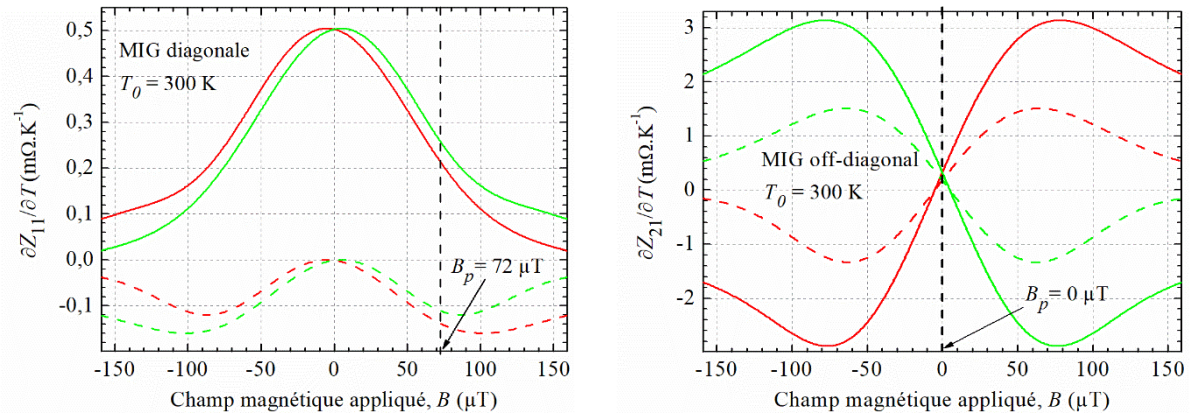 0,5
0,4
0,3
0,2
0,1
0,0
-0,1
∂Z11/∂T (mΩ.K-1)
MIG diagonale
T0 = 300 K
Bp = 72 µT
-150 -100 -50 0 50 100 150
Champ magnétique appliqué, B (µT)
3
2
1
0
-1
-2
∂Z21/∂T (mΩ.K-1)
MIG off-diagonal
T0 = 300 K
Bp = 0 µT
-150 -100 -50 0 50 100 150
Champ magnétique appliqué, B (µT)